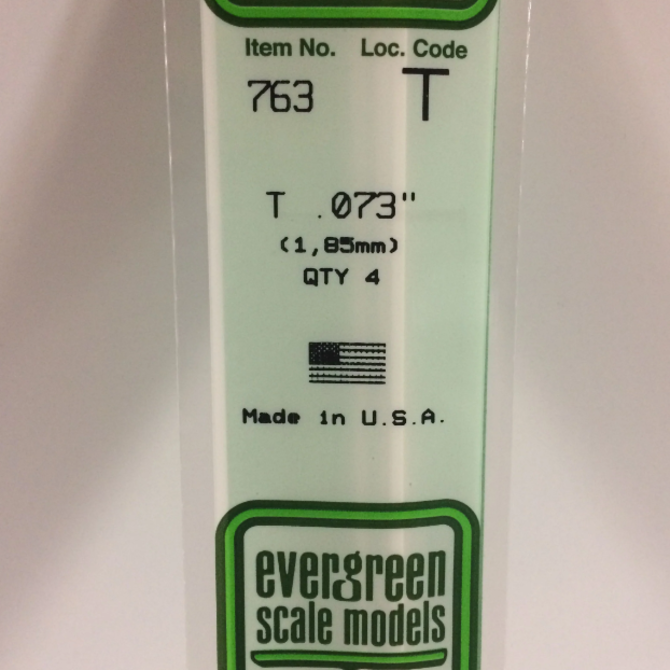 Item No. Loc. Code
763 T
T .073"
(1,85mm)
QTY 4
Made in U.S.A.
evergreen
scale models